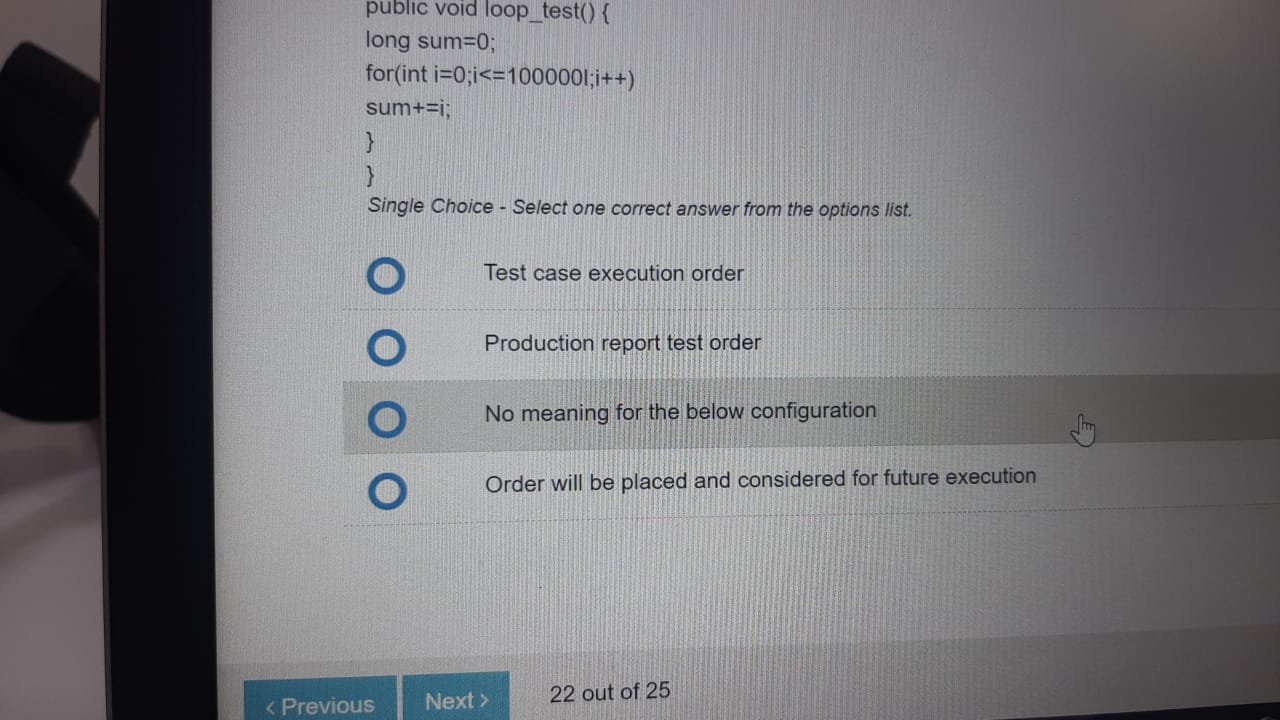 public void loop_test() {
long sum=0;
for(int i=0;i<=100000l;i++)
sum+=i;
}
}
Single Choice - Select one correct answer from the options list.
Test case execution order
Production report test order
No meaning for the below configuration
Order will be placed and considered for future execution
< Previous
Next >
22 out of 25